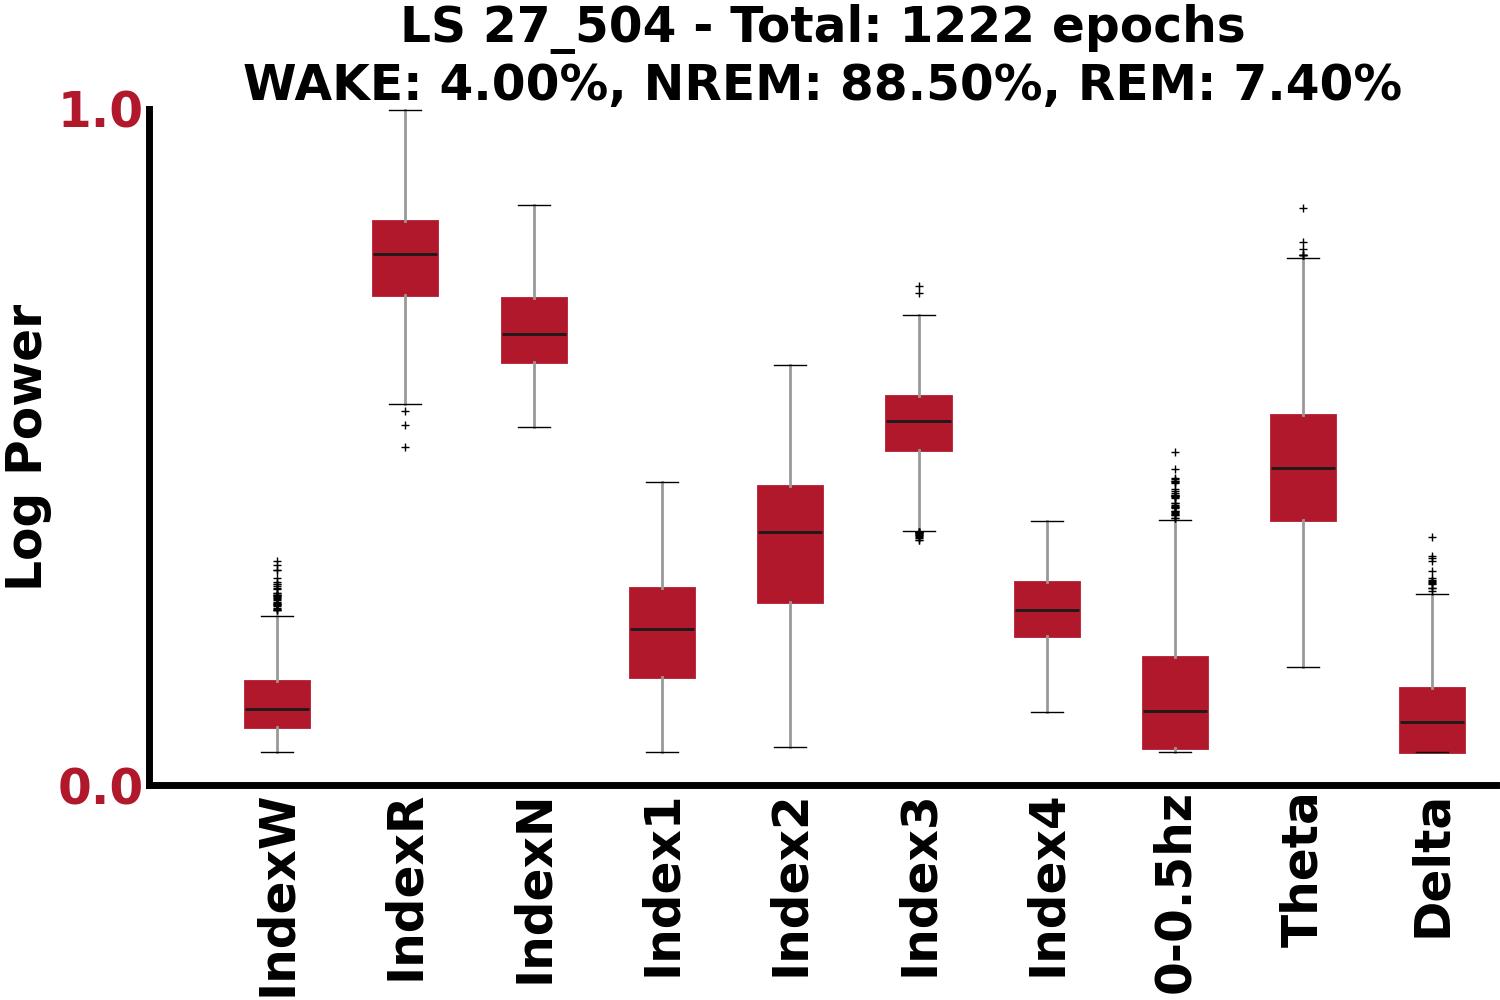 LS 27_504 - Total: 1222 epochs
WAKE: 4.00%, NREM: 88.50%, REM: 7.40%
1.0
Log Power
0.0
IndexW
IndexR
IndexN
Index1
Index2
Index3
Index4
0-0.5hz
Theta
Delta